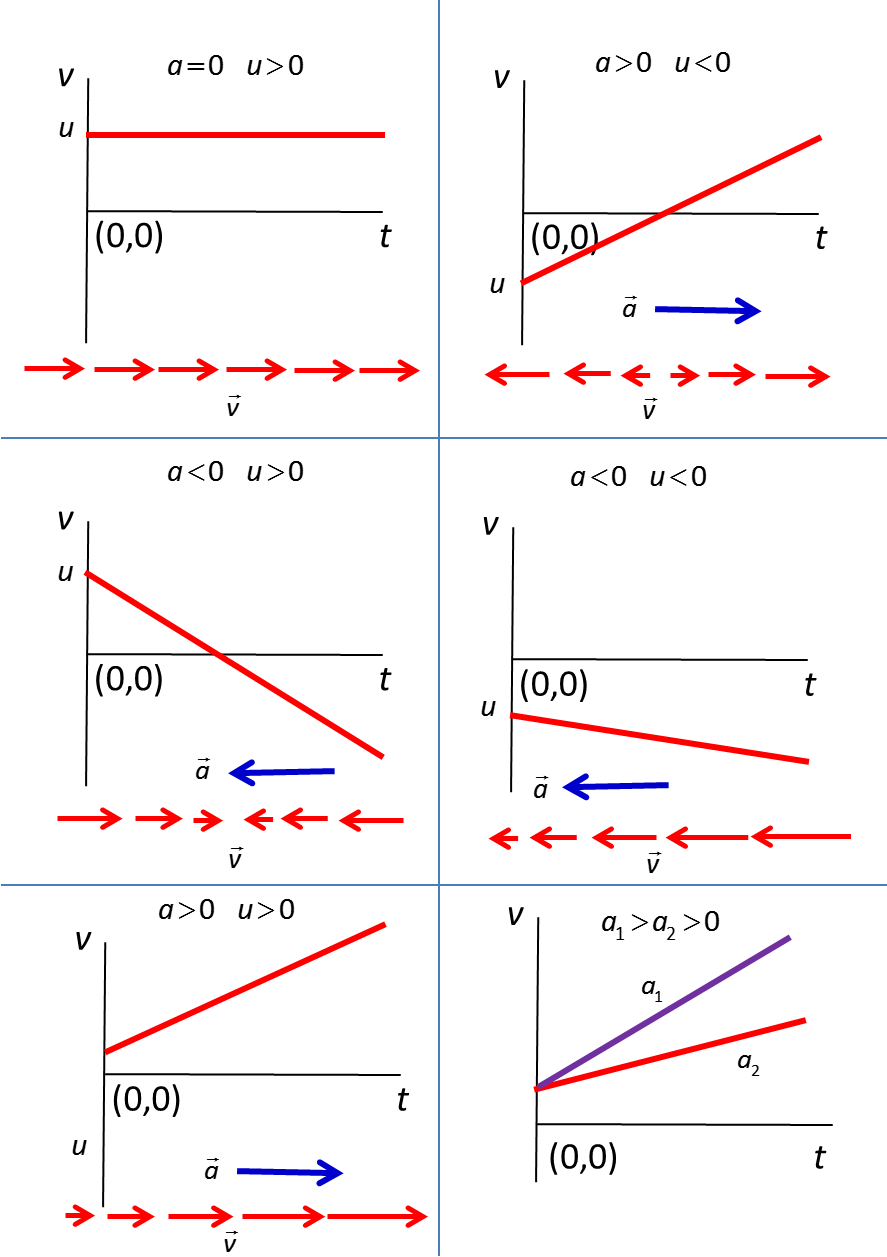 a=0 u>0
v
u
(0,0)
t
v⃗
a>0 u<0
v
(0,0)
t
u
a⃗
v⃗
a<0 u>0
v
u
(0,0)
t
a⃗
v⃗
a<0 u<0
v
(0,0)
t
u
a⃗
v⃗
a>0 u>0
v
(0,0)
t
u
a⃗
v⃗
v
a₁>a₂>0
a₁
a₂
(0,0)
t